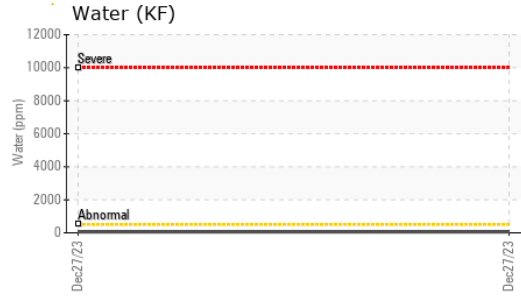 Water (KF)
12000
Severe
10000
8000
Water (ppm)
6000
4000
2000
Abnormal
0
Dec27/23
Dec27/23